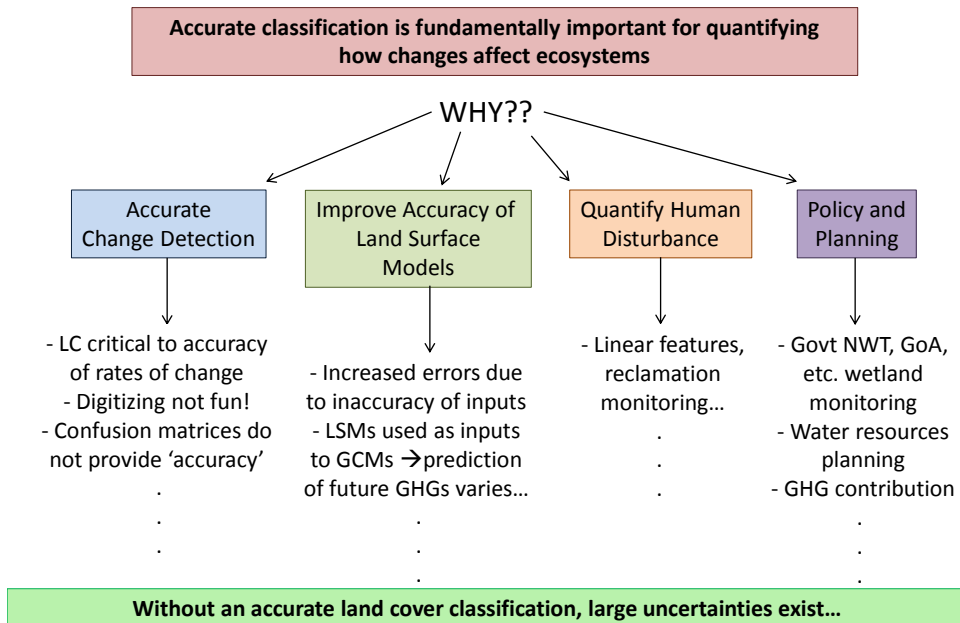 Accurate classification is fundamentally important for quantifying
how changes affect ecosystems
WHY??
Accurate
Change Detection
Improve Accuracy of
Land Surface
Models
Quantify Human
Disturbance
Policy and
Planning
- LC critical to accuracy
of rates of change
- Digitizing not fun!
- Confusion matrices do
not provide ‘accuracy’
.
.
.
- Increased errors due
to inaccuracy of inputs
- LSMs used as inputs
to GCMs →prediction
of future GHGs varies…
.
.
.
- Linear features,
reclamation
monitoring…
.
.
.
- Govt NWT, GoA,
etc. wetland
monitoring
- Water resources
planning
- GHG contribution
.
.
.
Without an accurate land cover classification, large uncertainties exist…